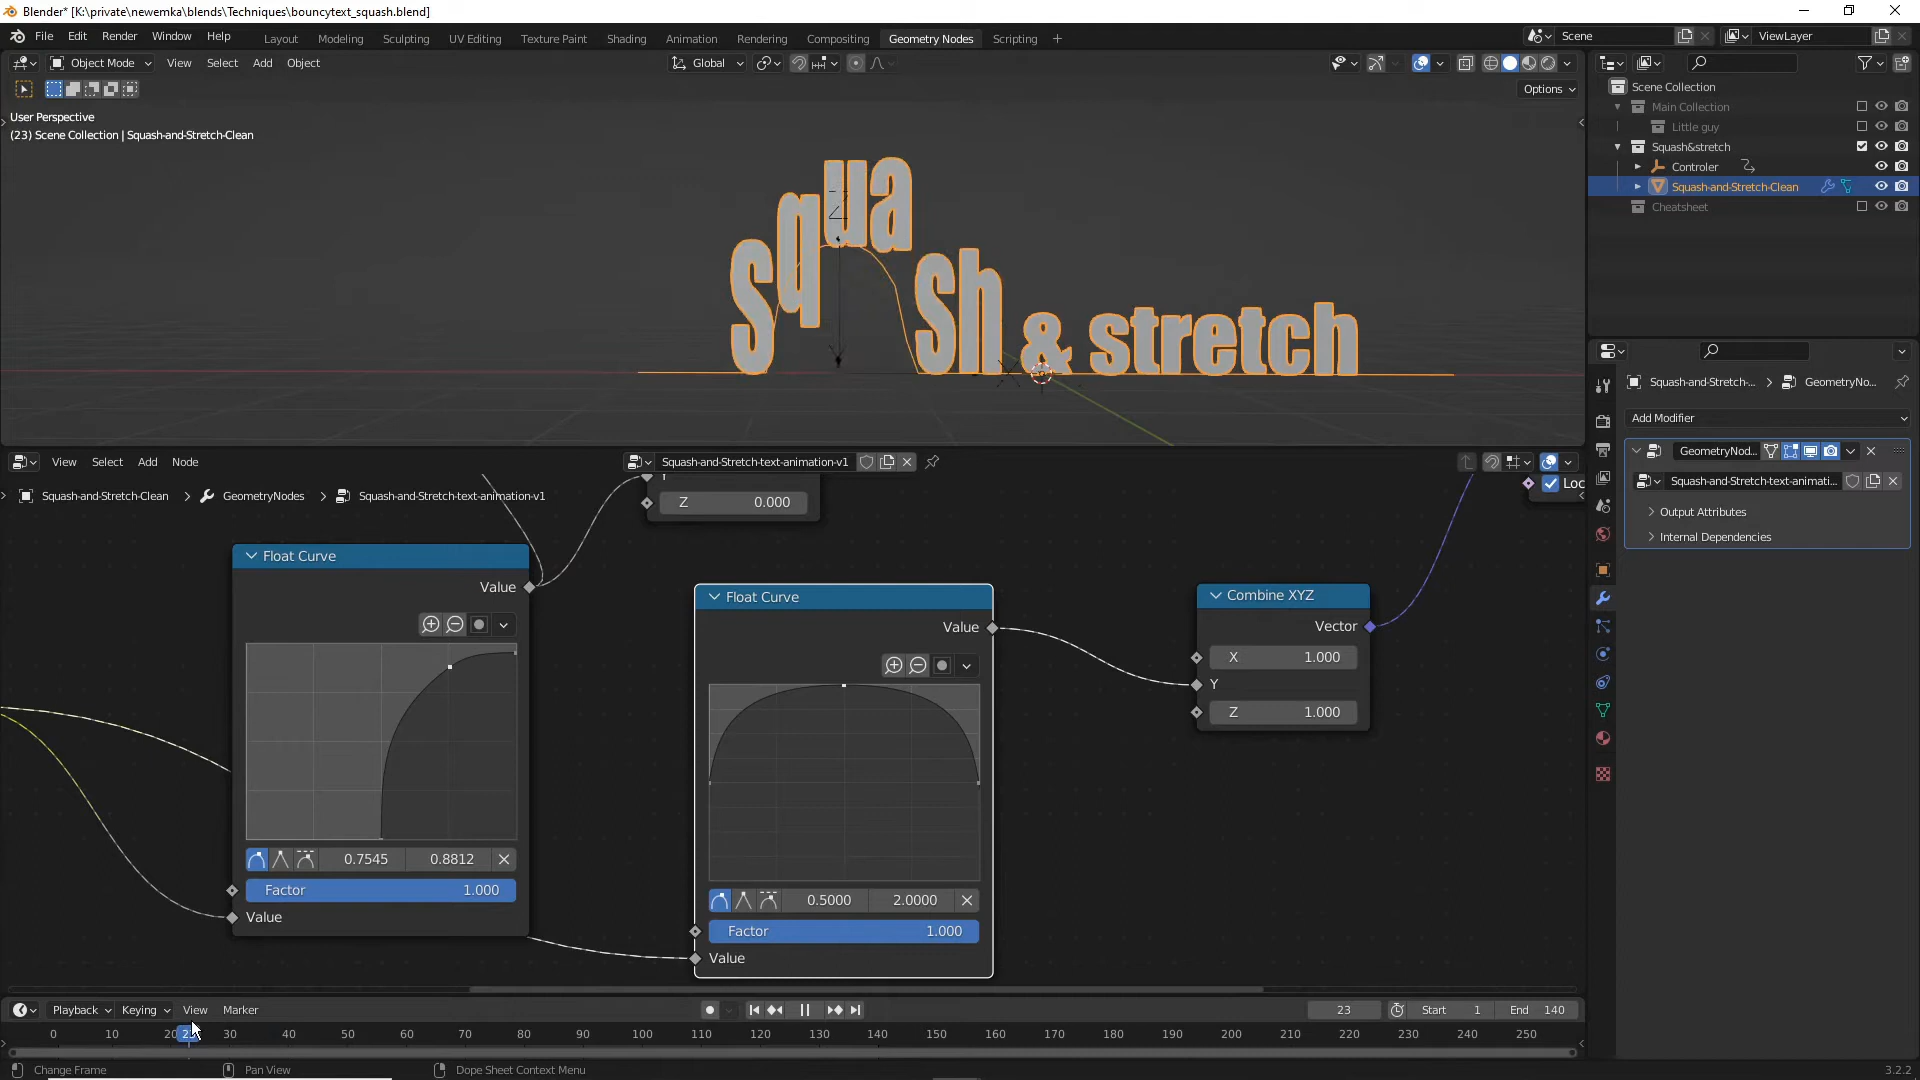 Blender* [K:\private\newemka\blends\Techniques\bouncytext_squash.blend]
File Edit Render Window Help
Layout Modeling Sculpting UV Editing Texture Paint Shading Animation Rendering Compositing Geometry Nodes Scripting
Scene
ViewLayer
Object Mode View Select Add Object
Global
Options
User Perspective
(23) Scene Collection | Squash-and-Stretch-Clean
Squash & stretch
Z
Scene Collection
Main Collection
Little guy
Squash&stretch
Controler
Squash-and-Stretch-Clean
Cheatsheet
Squash-and-Stretch-... GeometryNo...
Add Modifier
GeometryNod...
Squash-and-Stretch-text-animati...
Output Attributes
Internal Dependencies
View Select Add Node
Squash-and-Stretch-text-animation-v1
Squash-and-Stretch-Clean GeometryNodes Squash-and-Stretch-text-animation-v1
Y
Z 0.000
Loc
Float Curve
Value
0.7545 0.8812
Factor 1.000
Value
Float Curve
Value
0.5000 2.0000
Factor 1.000
Value
Combine XYZ
Vector
X 1.000
Y
Z 1.000
Playback Keying View Marker
23
Start 1
End 140
0 10 20 23 30 40 50 60 70 80 90 100 110 120 130 140 150 160 170 180 190 200 210 220 230 240 250
Change Frame Pan View Dope Sheet Context Menu
3.2.2